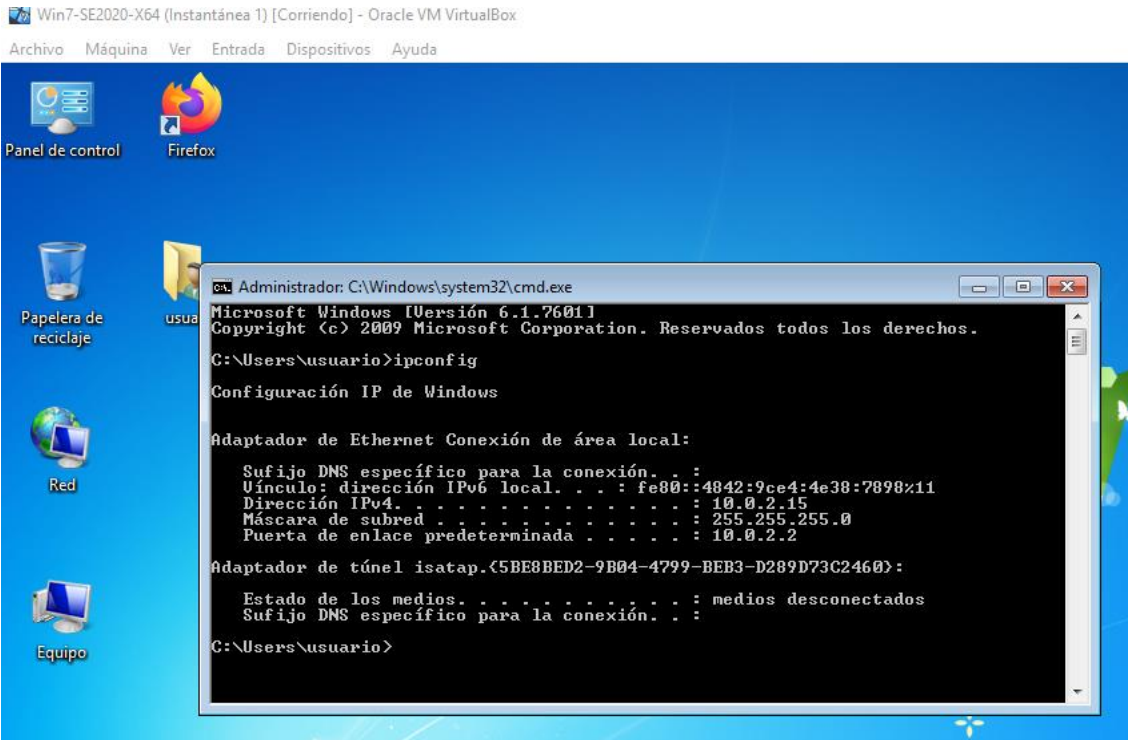 Win7-SE2020-X64 (Instantánea 1) [Corriendo] - Oracle VM VirtualBox
Archivo Máquina Ver Entrada Dispositivos Ayuda
Panel de control
Firefox
Papelera de
reciclaje
usua
Red
Equipo
Administrador: C:\Windows\system32\cmd.exe
Microsoft Windows [Versión 6.1.7601]
Copyright (c) 2009 Microsoft Corporation. Reservados todos los derechos.
C:\Users\usuario>ipconfig
Configuración IP de Windows
Adaptador de Ethernet Conexión de área local:
Sufijo DNS específico para la conexión. . :
Vínculo: dirección IPv6 local. . . : fe80::4842:9ce4:4e38:7898%11
Dirección IPv4. . . . . . . . . . . . . . : 10.0.2.15
Máscara de subred . . . . . . . . . . . . : 255.255.255.0
Puerta de enlace predeterminada . . . . . : 10.0.2.2
Adaptador de túnel isatap.{5BE8BED2-9B04-4799-BEB3-D289D73C2460}:
Estado de los medios. . . . . . . . . . . : medios desconectados
Sufijo DNS específico para la conexión. . :
C:\Users\usuario>